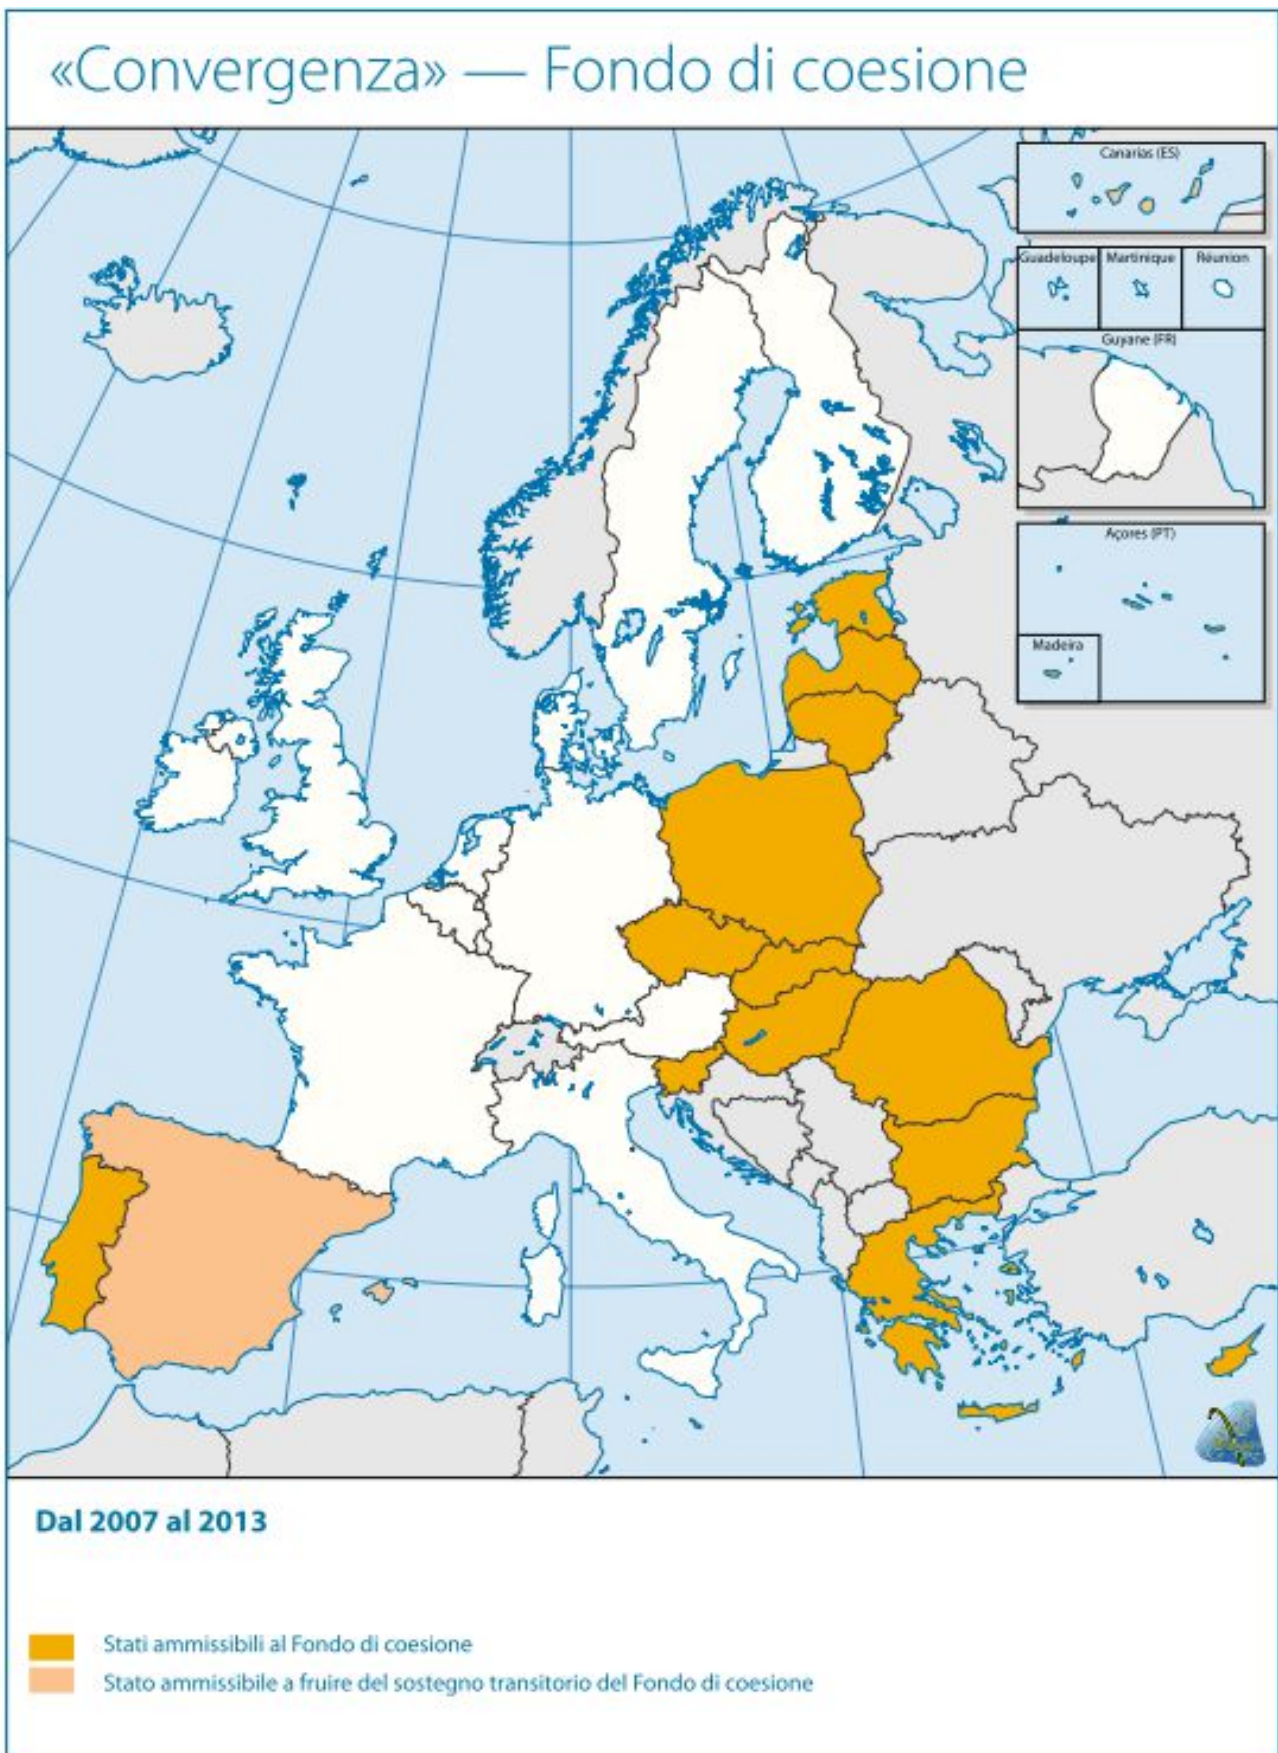 «Convergenza» — Fondo di coesione
Canarias (ES)
Guadeloupe
Martinique
Réunion
Guyane (FR)
Açores (PT)
Madeira
Dal 2007 al 2013
Stati ammissibili al Fondo di coesione
Stato ammissibile a fruire del sostegno transitorio del Fondo di coesione